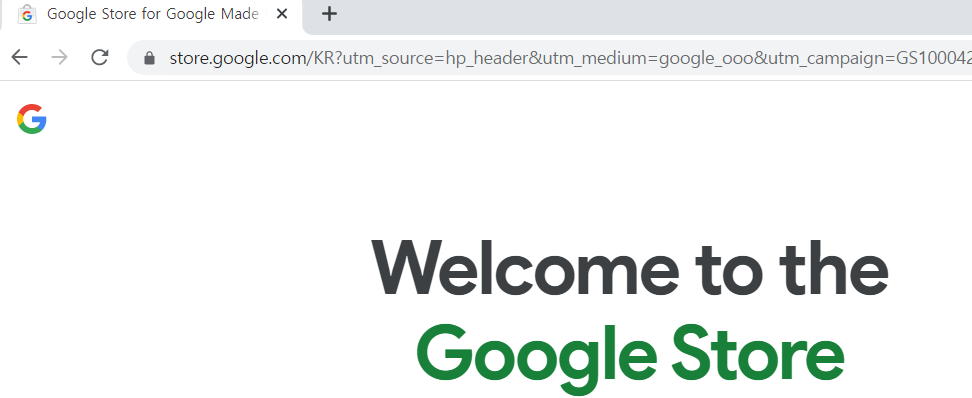 Google Store for Google Made
store.google.com/KR?utm_source=hp_header&utm_medium=google_ooo&utm_campaign=GS100042
Welcome to the
Google Store